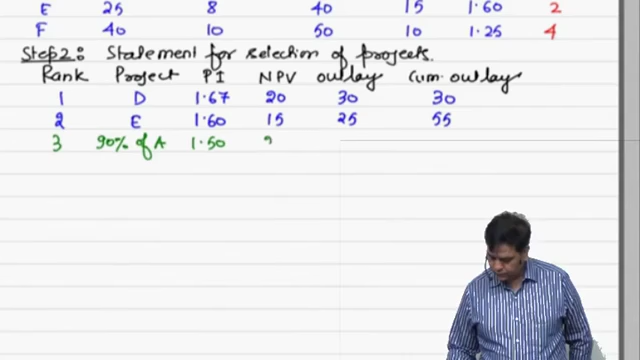 E 25 8 40 15 1.60 2
F 40 10 50 10 1.25 4
Step2: Statement for selection of projects.
Rank Project PI NPV outlay Cum. outlay
1 D 1.67 20 30 30
2 E 1.60 15 25 55
3 90% of A 1.50